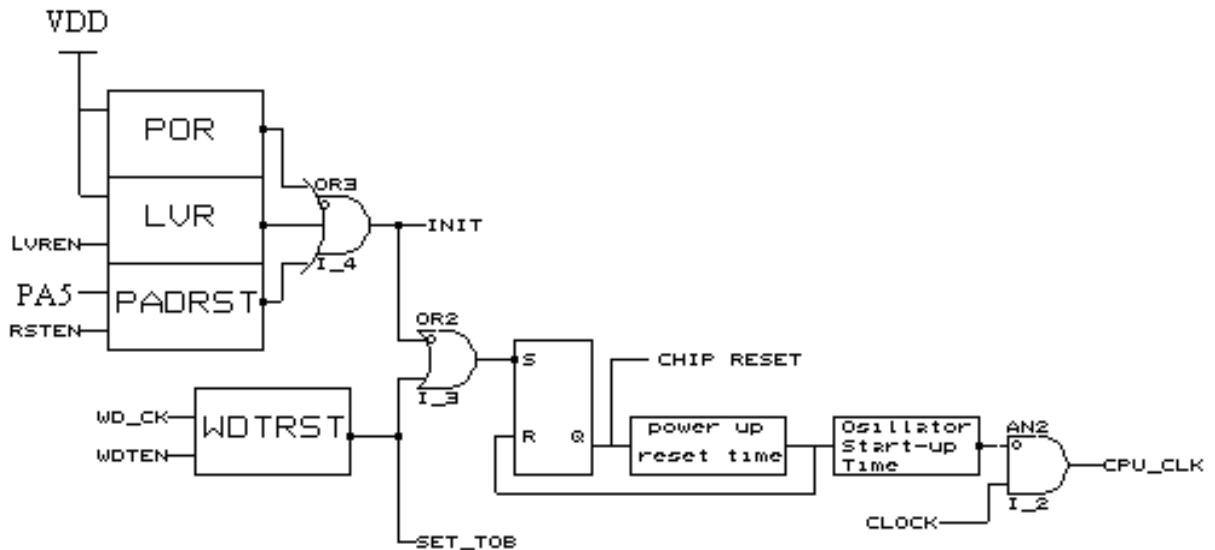 VDD
POR
LVR
LVREN
PA5
PADRST
RSTEN
OR3
I_4
INIT
OR2
I_3
WD_CK
WDTRST
WDTEN
SET_TOB
S
R
Q
CHIP RESET
power up
reset time
Osillator
Start-up
Time
AN2
I_2
CLOCK
CPU_CLK